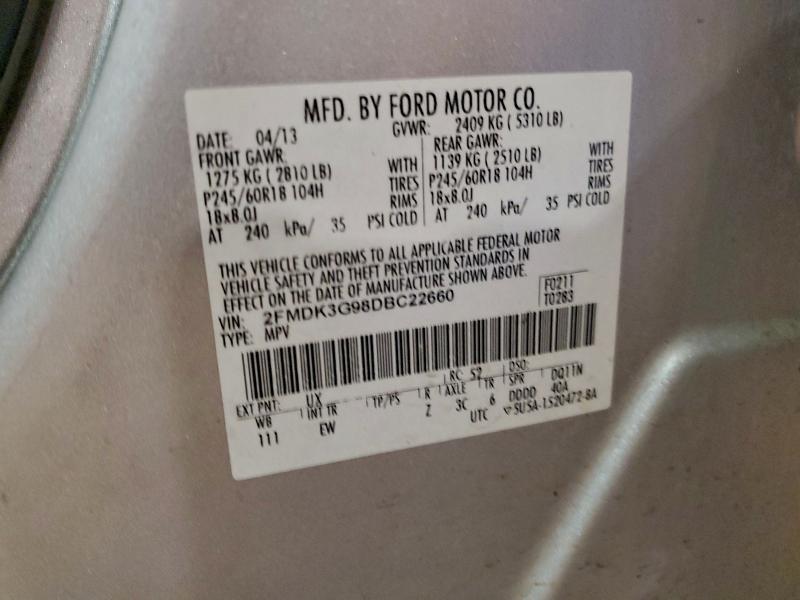 MFD. BY FORD MOTOR CO.
DATE: 04/13 GVWR: 2409 KG ( 5310 LB)
FRONT GAWR: REAR GAWR:
1275 KG ( 2810 LB) WITH 1139 KG ( 2510 LB) WITH
P245/60R18 104H TIRES P245/60R18 104H TIRES
18x8.0J RIMS 18x8.0J RIMS
AT 240 kPa/ 35 PSI COLD AT 240 kPa/ 35 PSI COLD
THIS VEHICLE CONFORMS TO ALL APPLICABLE FEDERAL MOTOR
VEHICLE SAFETY AND THEFT PREVENTION STANDARDS IN
EFFECT ON THE DATE OF MANUFACTURE SHOWN ABOVE.
VIN: 2FMDK3G98DBC22660 F0211
TYPE: MPV T0283
EXT PNT: UX RC: 52 DSO:
WB INT TR TP/PS R AXLE TR SPR DQ11N
111 EW Z 3C 6 DDDD 40A
UTC ▽SU5A-1520472-BA